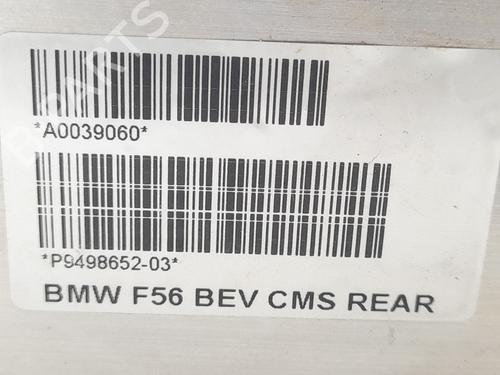 *A0039060*
*P9498652-03*
BMW F56 BEV CMS REAR